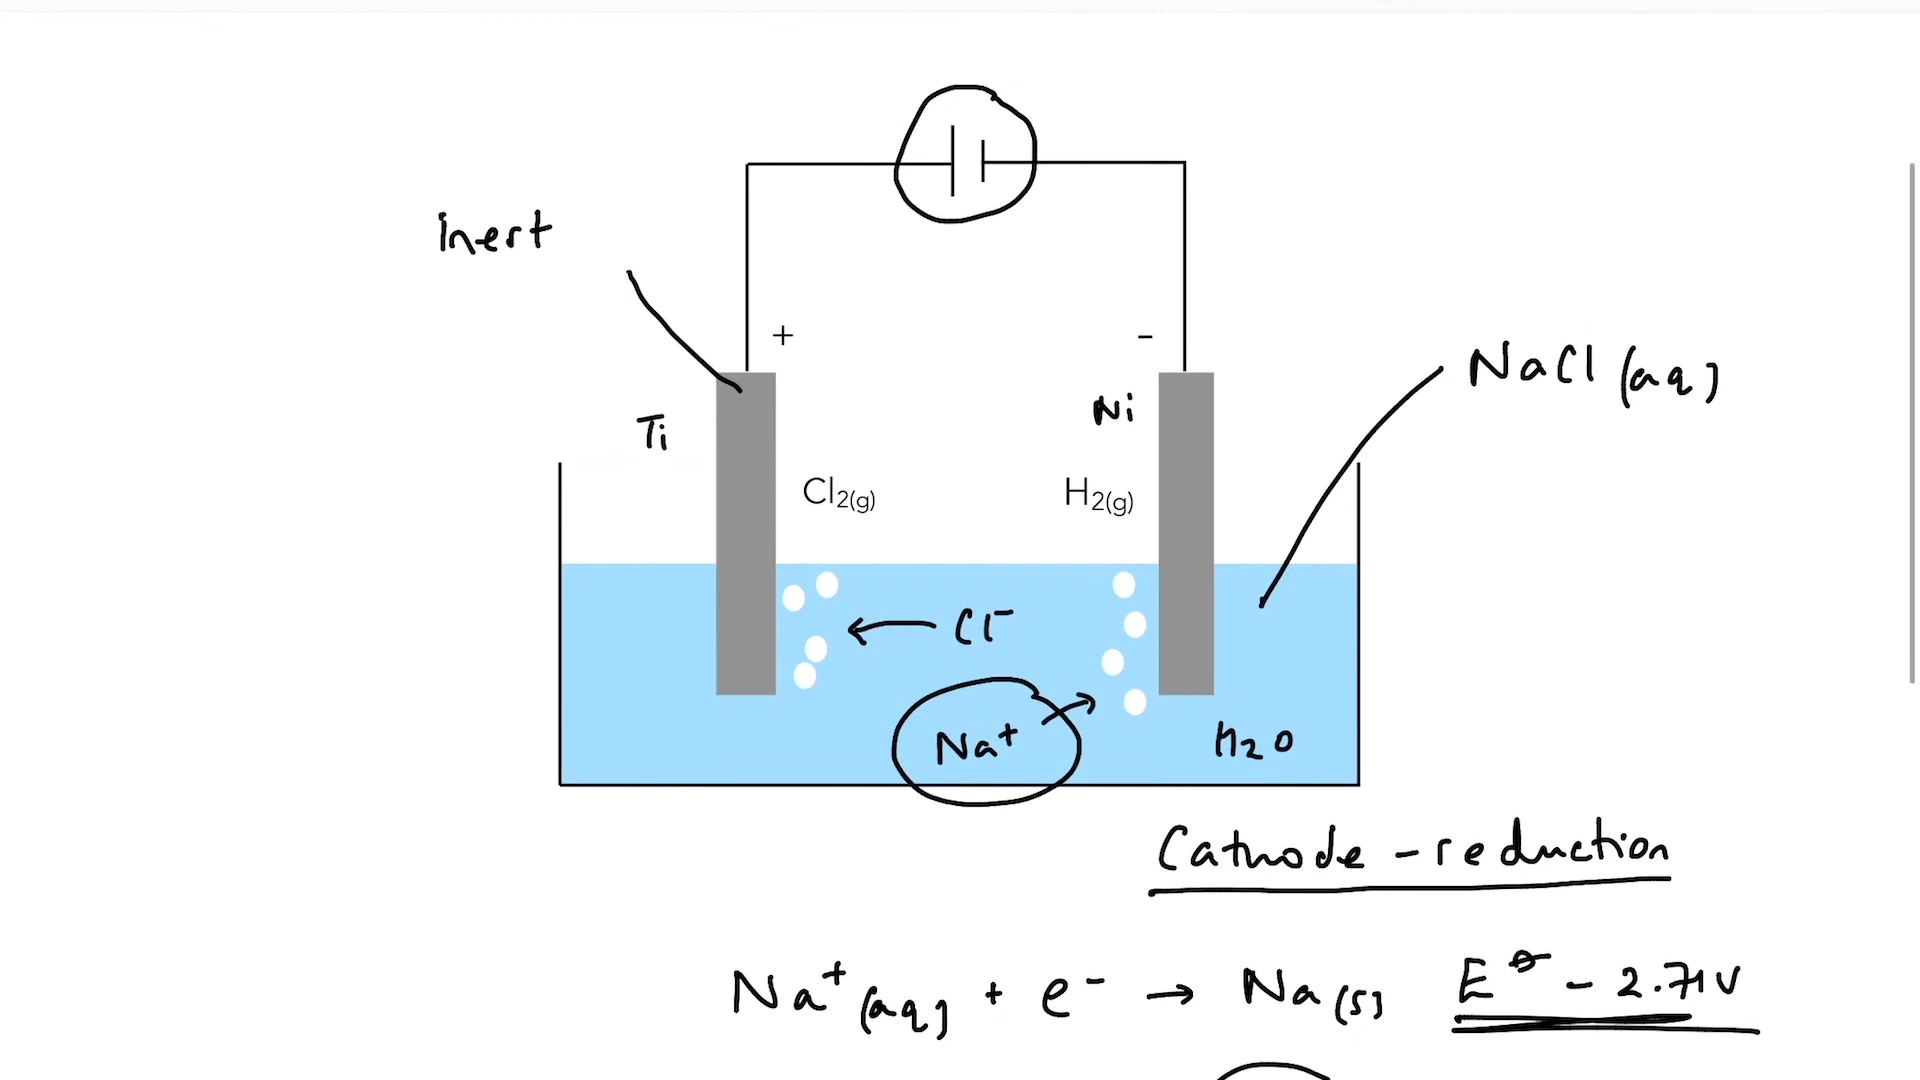 Inert
+
-
NaCl (aq)
Ni
Ti
Cl₂(g)
H₂(g)
Cl⁻
Na⁺
H₂O
Cathode - reduction
Na⁺(aq) + e⁻ → Na(s) E⦵ - 2.71V